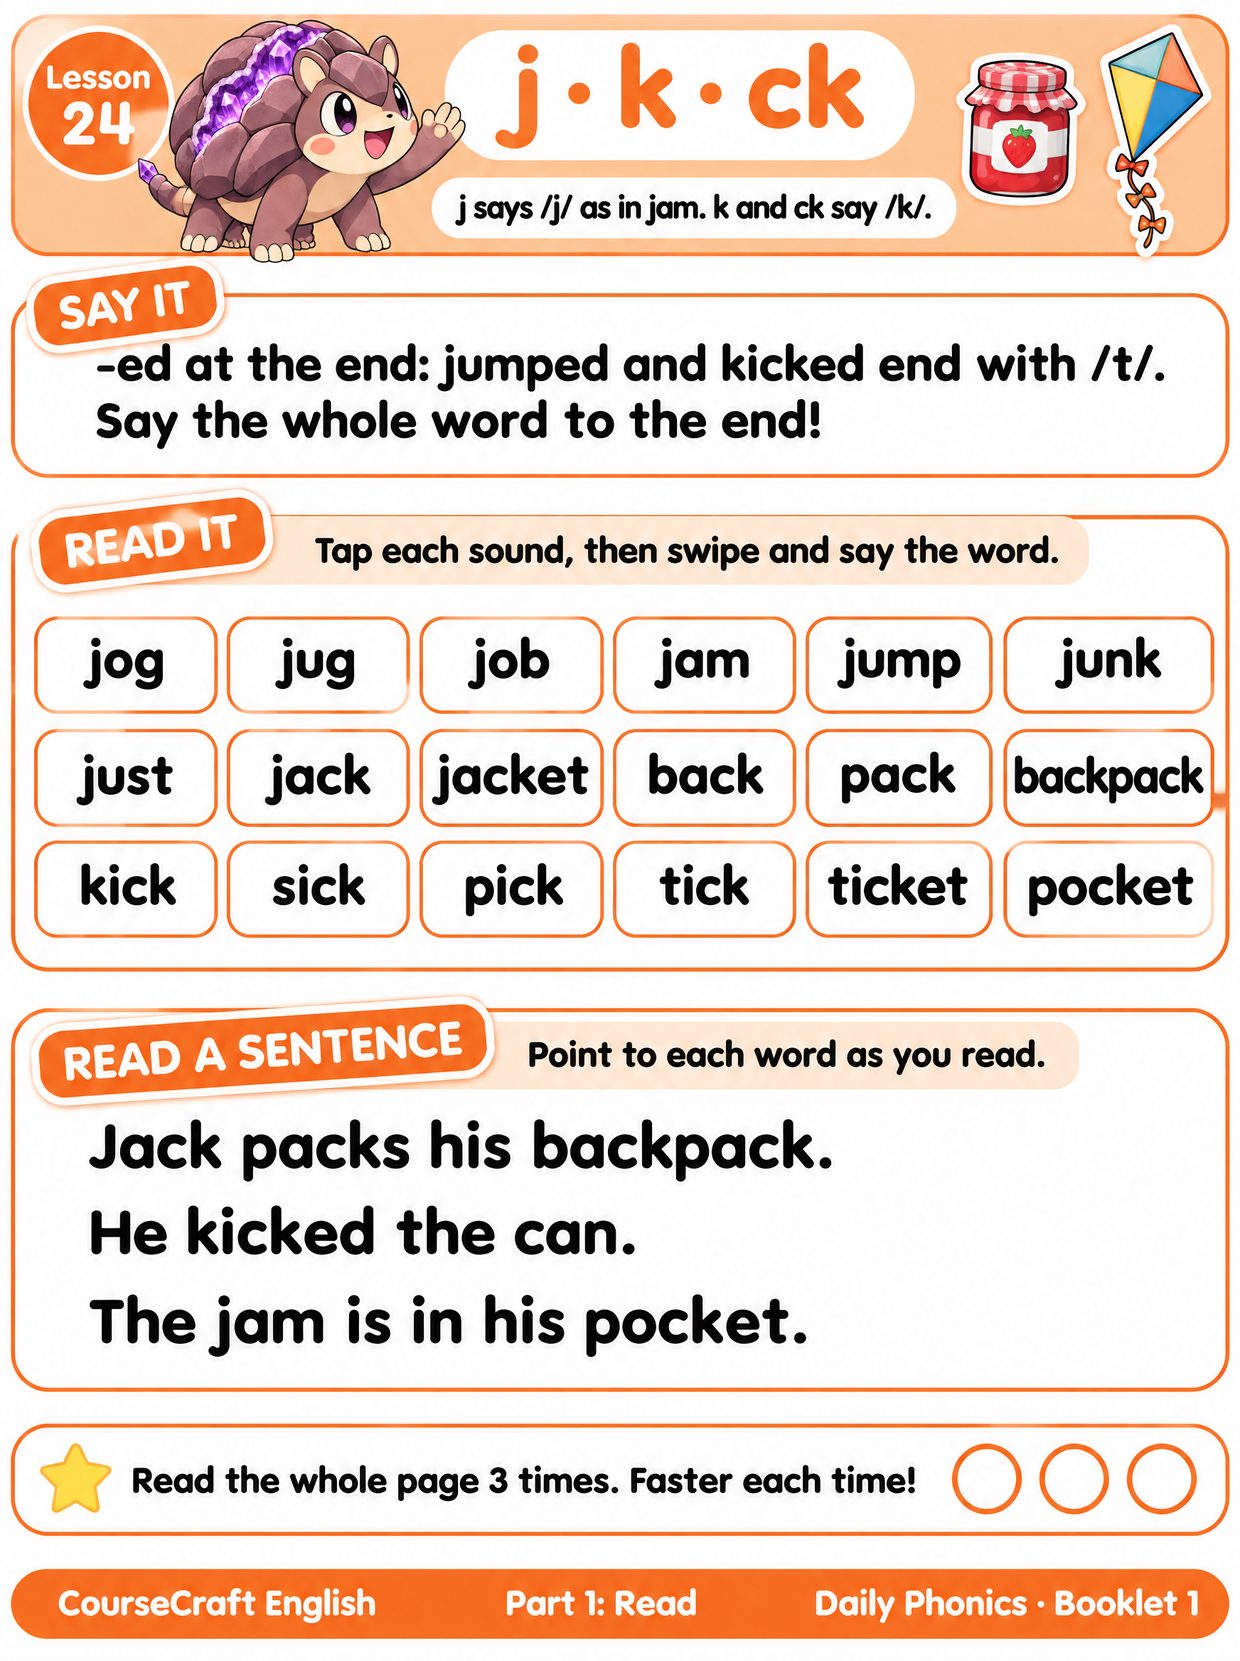 Lesson
24
j · k · ck
j says /j/ as in jam. k and ck say /k/.
SAY IT
-ed at the end: jumped and kicked end with /t/.
Say the whole word to the end!
READ IT
Tap each sound, then swipe and say the word.
jog jug job jam jump junk
just jack jacket back pack backpack
kick sick pick tick ticket pocket
READ A SENTENCE
Point to each word as you read.
Jack packs his backpack.
He kicked the can.
The jam is in his pocket.
Read the whole page 3 times. Faster each time!
CourseCraft English Part 1: Read Daily Phonics · Booklet 1